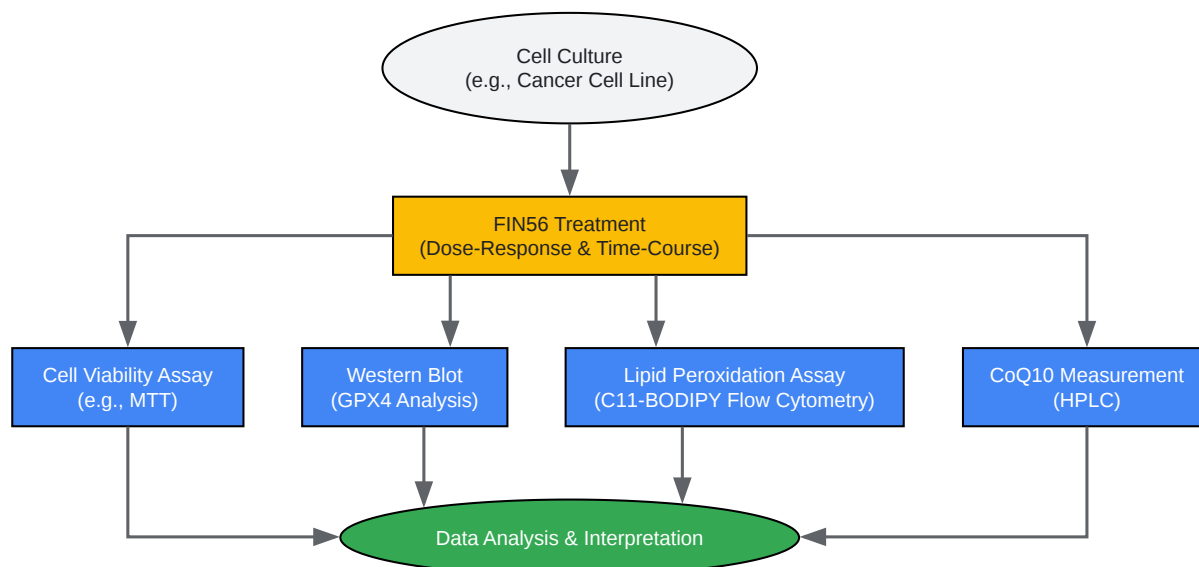 Cell Culture
(e.g., Cancer Cell Line)
FIN56 Treatment
(Dose-Response & Time-Course)
Cell Viability Assay
(e.g., MTT)
Western Blot
(GPX4 Analysis)
Lipid Peroxidation Assay
(C11-BODIPY Flow Cytometry)
CoQ10 Measurement
(HPLC)
Data Analysis & Interpretation